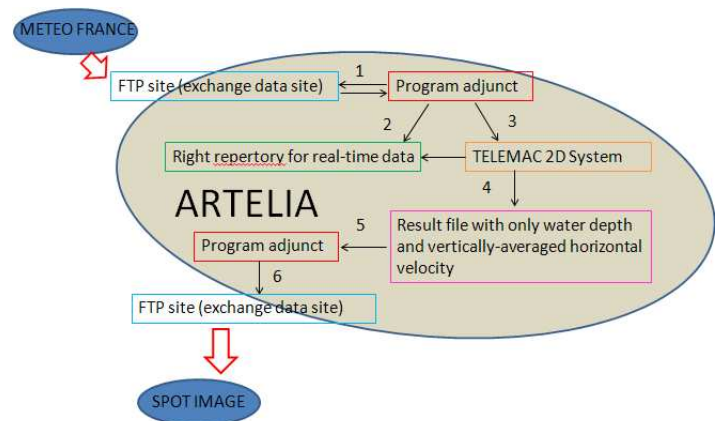 METEO FRANCE
1
FTP site (exchange data site)
Program adjunct
2
3
Right repertory for real-time data
TELEMAC 2D System
4
ARTELIA
5
Result file with only water depth
and vertically-averaged horizontal
velocity
Program adjunct
6
FTP site (exchange data site)
SPOT IMAGE